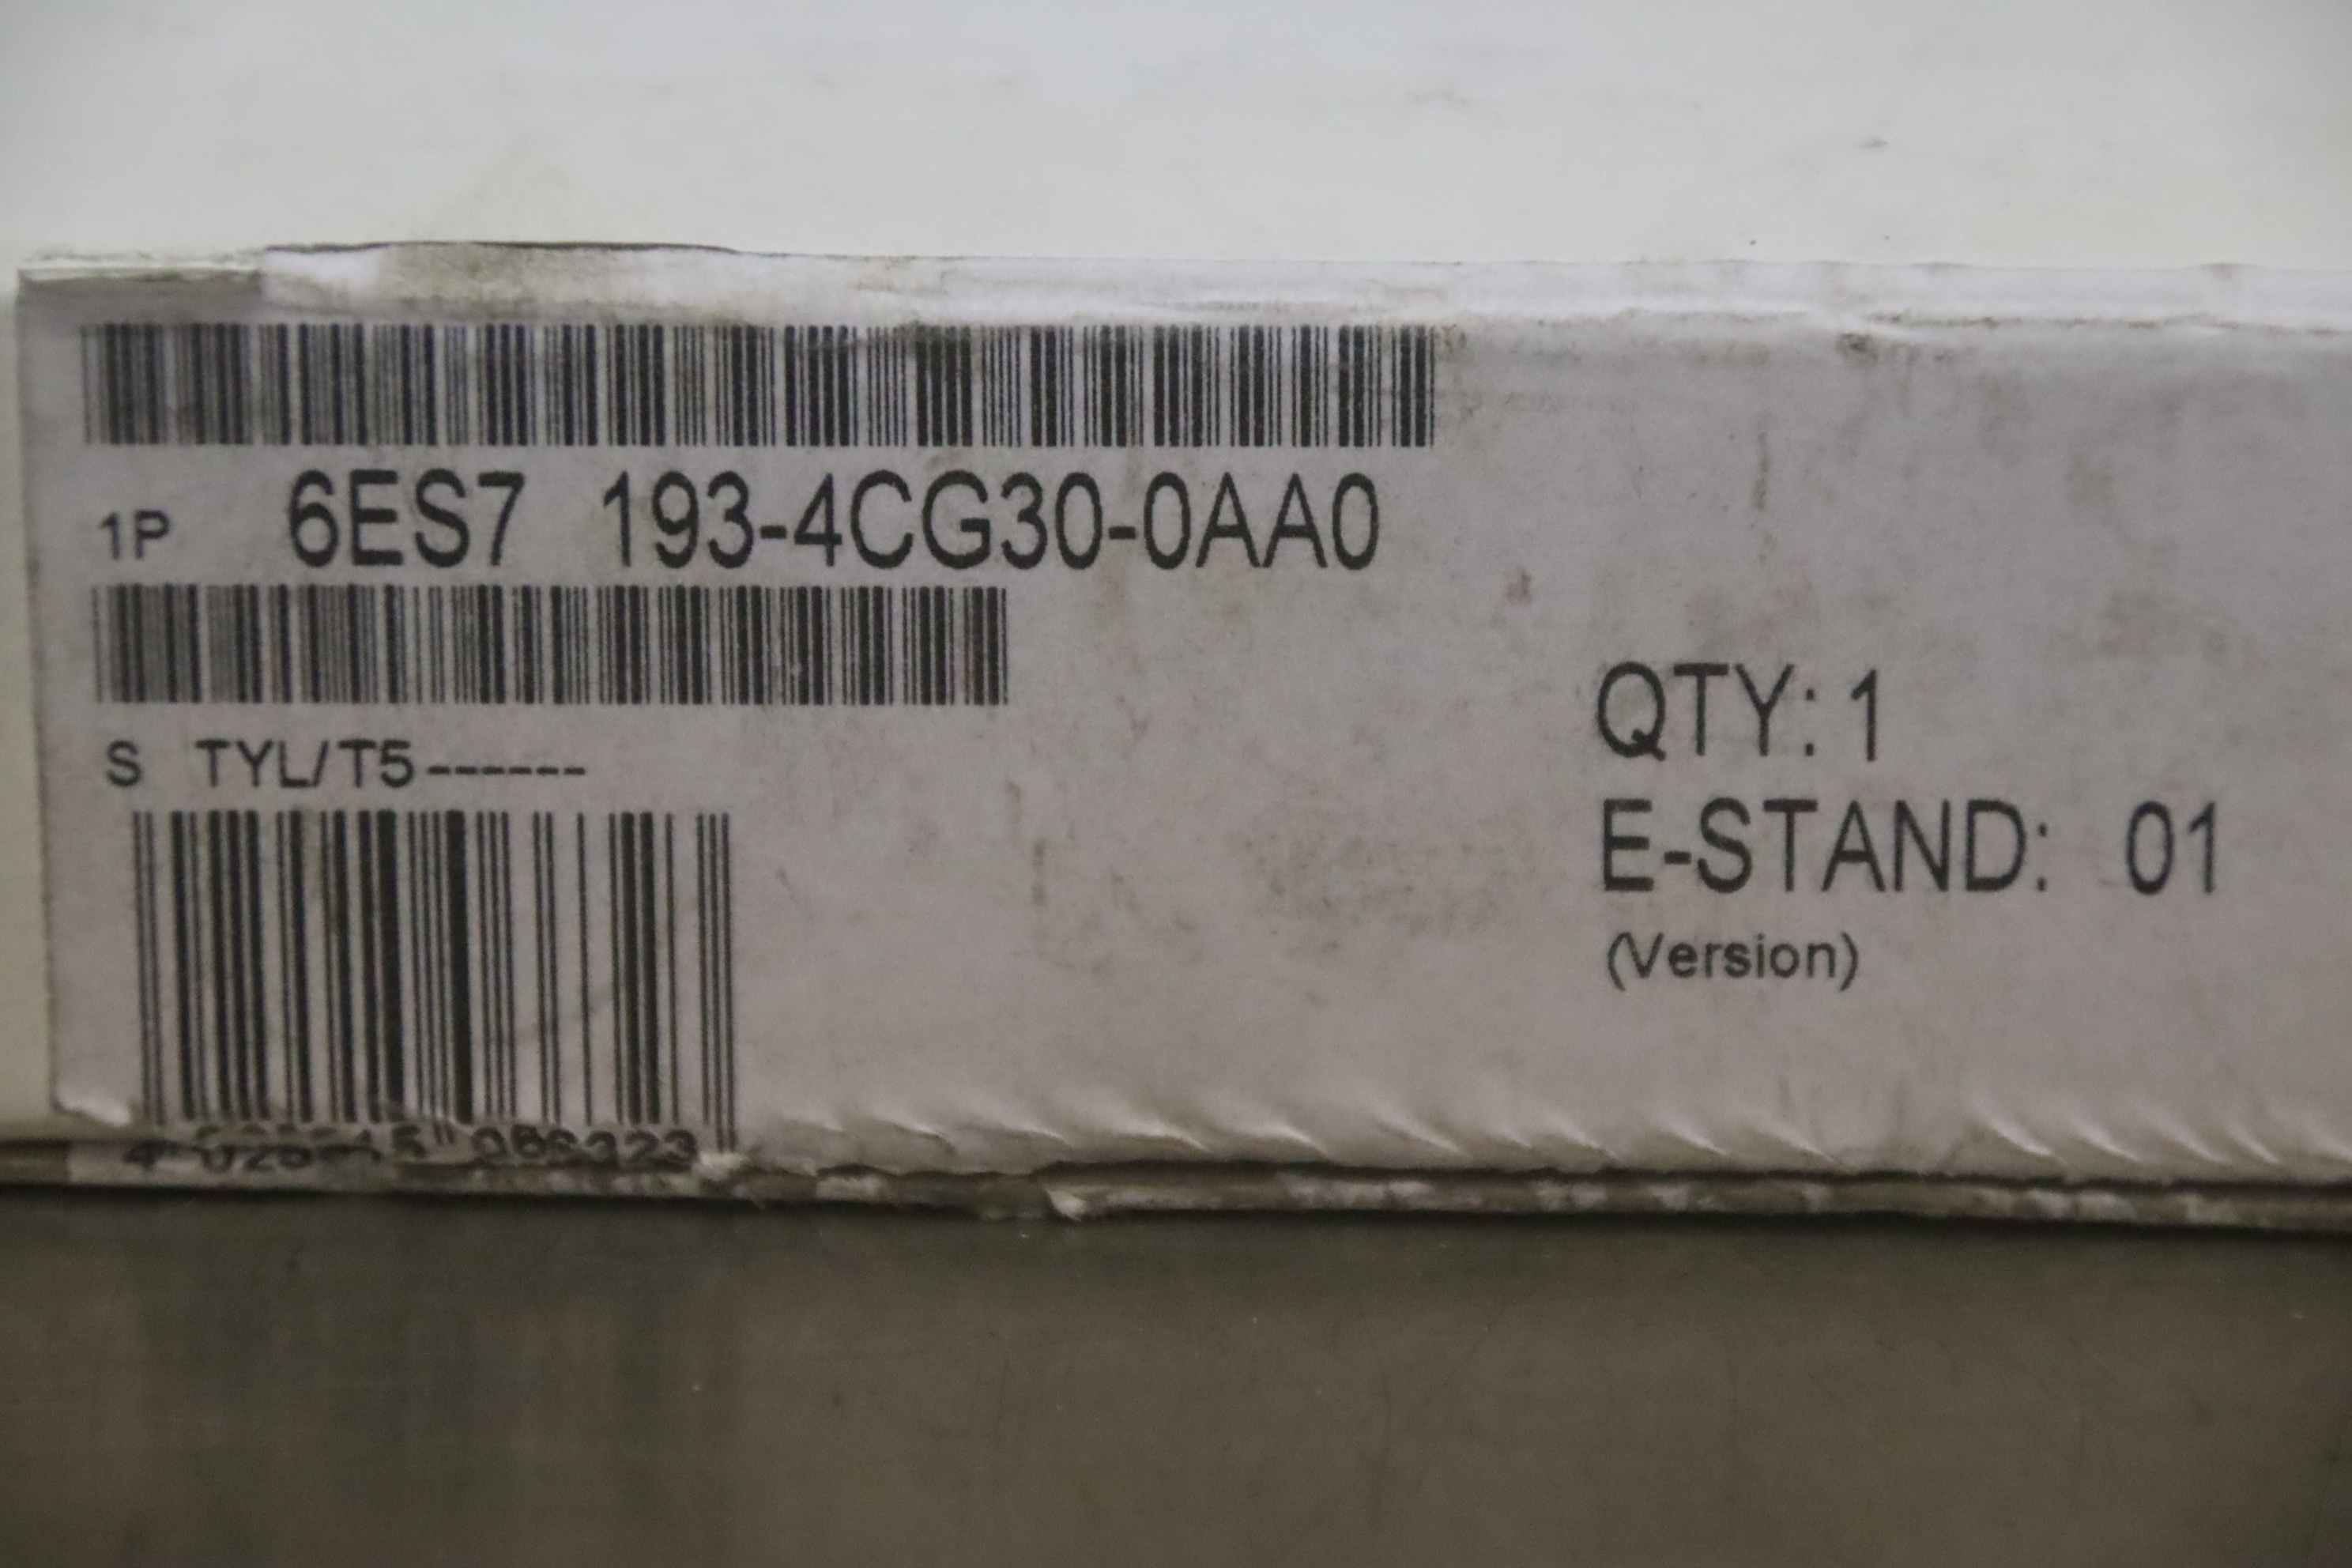 1P 6ES7 193-4CG30-0AA0
S TYL/T5------
QTY: 1
E-STAND: 01
(Version)